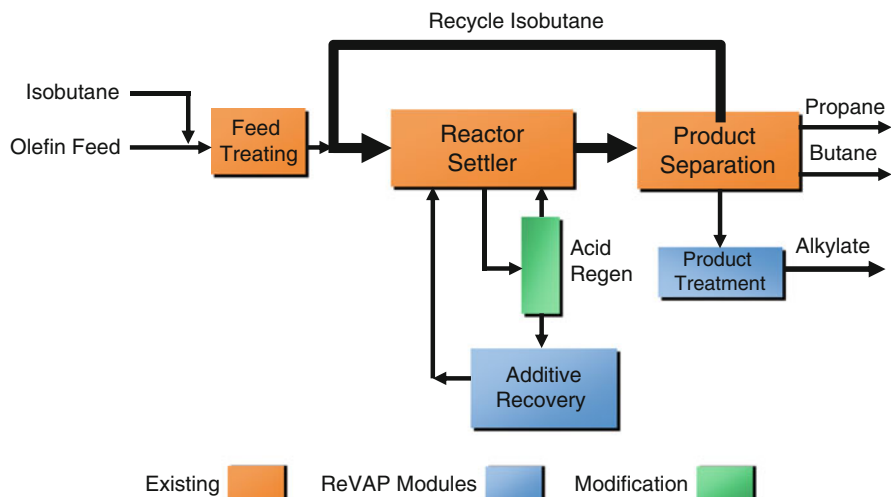 Recycle Isobutane
Isobutane
Olefin Feed
Feed
Treating
Reactor
Settler
Product
Separation
Propane
Butane
Acid
Regen
Product
Treatment
Alkylate
Additive
Recovery
Existing
ReVAP Modules
Modification